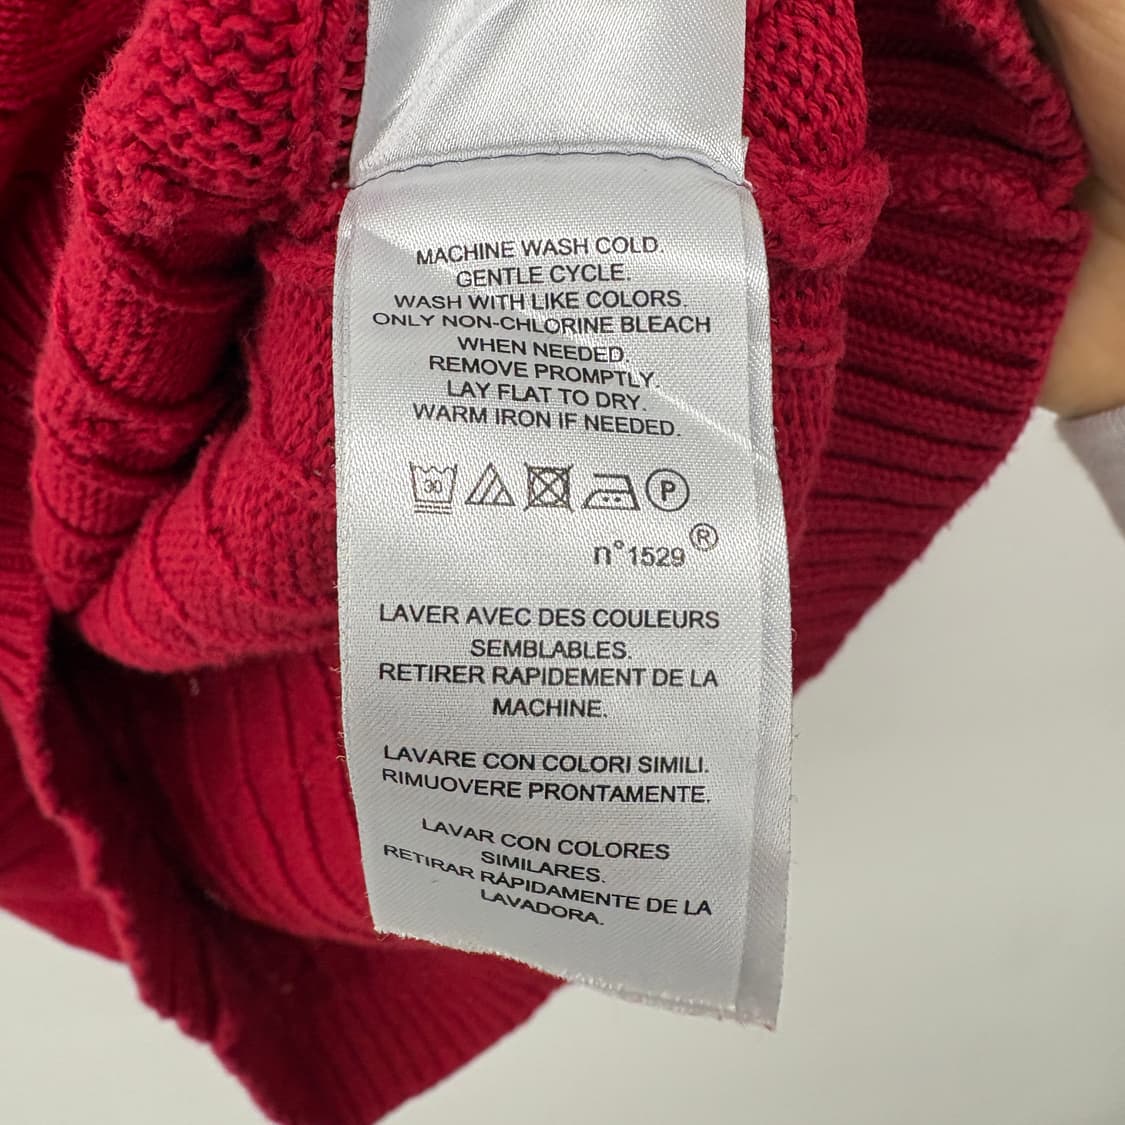 MACHINE WASH COLD.
GENTLE CYCLE.
WASH WITH LIKE COLORS.
ONLY NON-CHLORINE BLEACH
WHEN NEEDED.
REMOVE PROMPTLY.
LAY FLAT TO DRY.
WARM IRON IF NEEDED.
30 P
n°1529®
LAVER AVEC DES COULEURS
SEMBLABLES.
RETIRER RAPIDEMENT DE LA
MACHINE.
LAVARE CON COLORI SIMILI.
RIMUOVERE PRONTAMENTE.
LAVAR CON COLORES
SIMILARES.
RETIRAR RÁPIDAMENTE DE LA
LAVADORA.